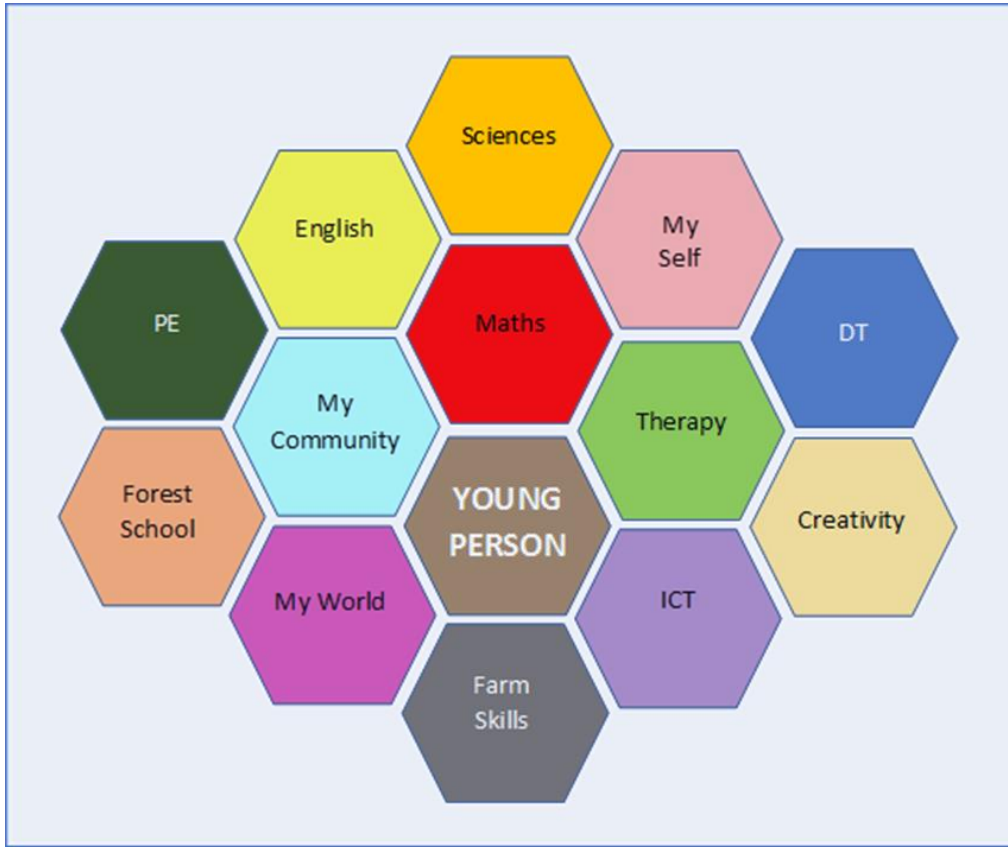 Sciences
English
My
Self
PE
Maths
DT
My
Community
Therapy
Forest
School
YOUNG
PERSON
Creativity
My World
ICT
Farm
Skills